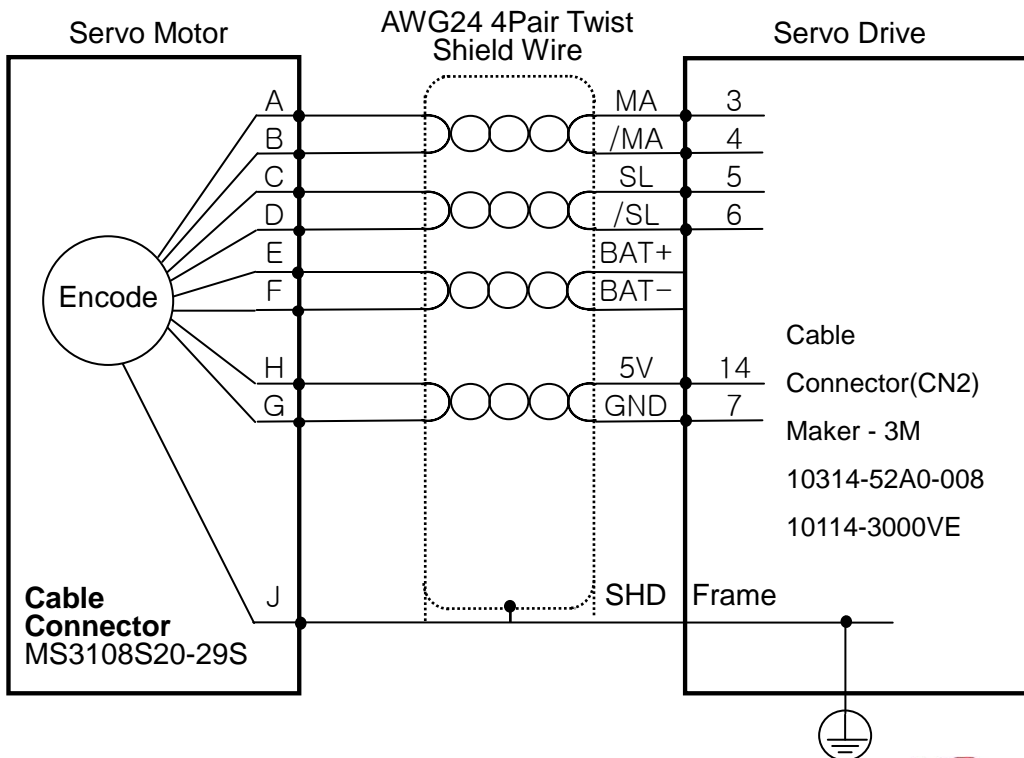 Servo Motor
AWG24 4Pair Twist
Shield Wire
Servo Drive
A
MA
3
B
/MA
4
C
SL
5
D
/SL
6
E
BAT+
F
BAT-
Encode
H
5V
14
G
GND
7
Cable
Connector(CN2)
Maker - 3M
10314-52A0-008
10114-3000VE
J
SHD
Frame
Cable
Connector
MS3108S20-29S